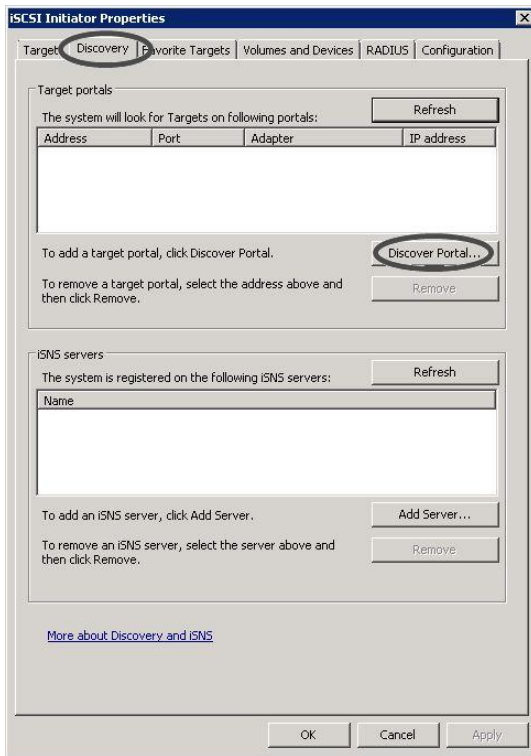 iSCSI Initiator Properties
Targets Discovery Favorite Targets Volumes and Devices RADIUS Configuration
Target portals
The system will look for Targets on following portals:
Refresh
Address Port Adapter IP address
To add a target portal, click Discover Portal.
Discover Portal...
To remove a target portal, select the address above and
then click Remove.
Remove
iSNS servers
The system is registered on the following iSNS servers:
Refresh
Name
To add an iSNS server, click Add Server.
Add Server...
To remove an iSNS server, select the server above and
then click Remove.
Remove
More about Discovery and iSNS
OK Cancel Apply